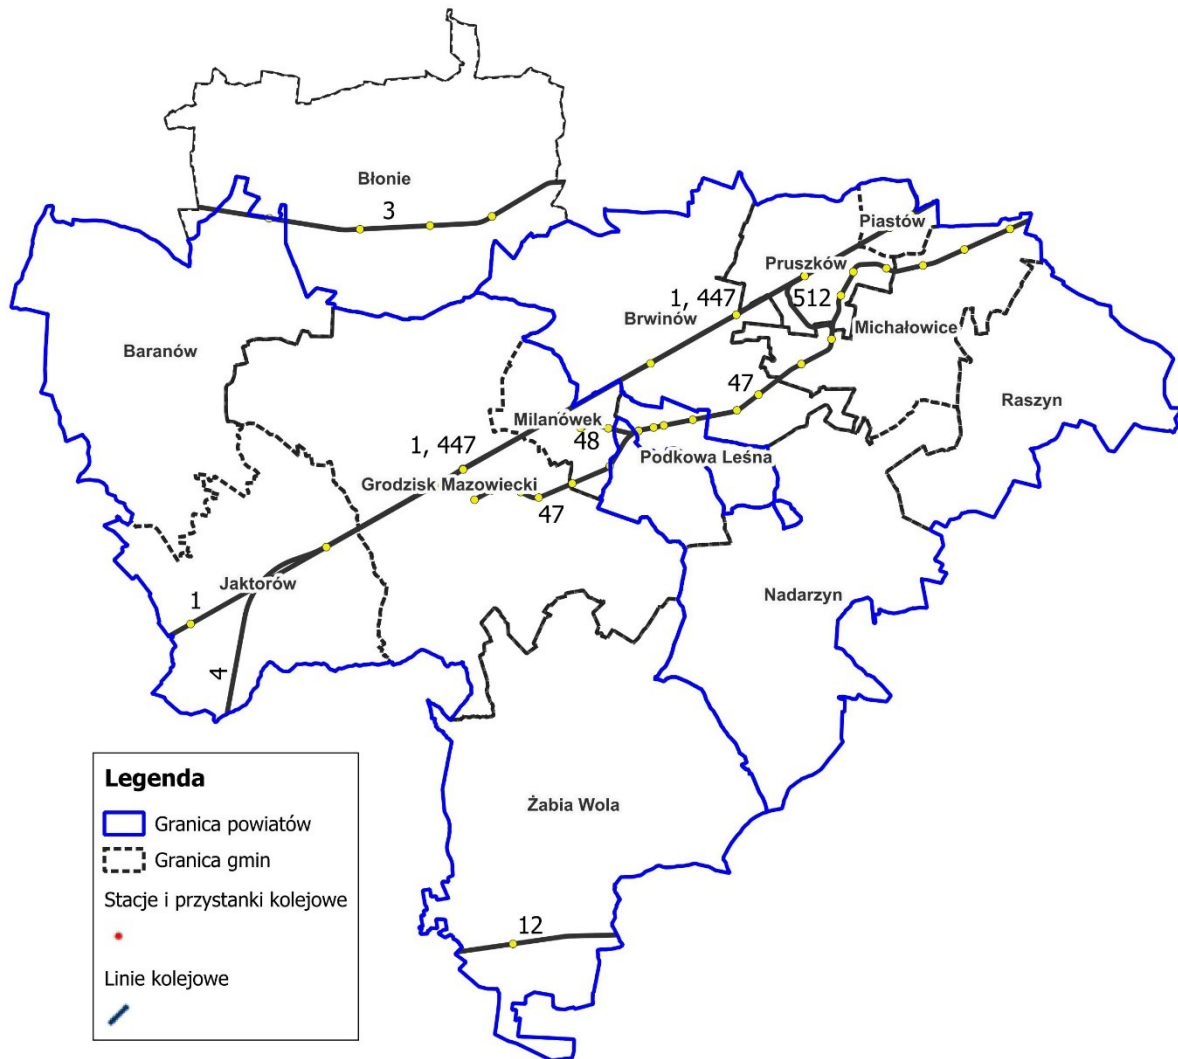 Błonie
3
Piastów
Pruszków
1, 447
512
Brwinów
Michałowice
Baranów
47
Raszyn
Milanówek
1, 447
48
Podkowa Leśna
Grodzisk Mazowiecki
47
Jaktorów
Nadarzyn
1
4
Legenda
Granica powiatów
Granica gmin
Stacje i przystanki kolejowe
Linie kolejowe
Żabia Wola
12